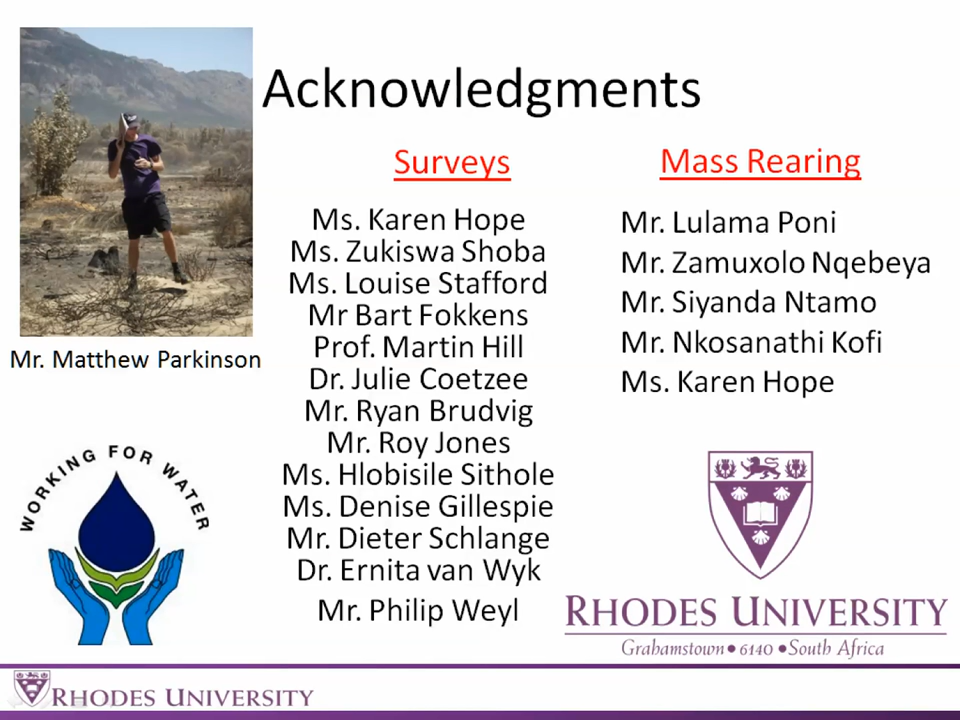 Acknowledgments
Mr. Matthew Parkinson
Surveys
Ms. Karen Hope
Ms. Zukiswa Shoba
Ms. Louise Stafford
Mr Bart Fokkens
Prof. Martin Hill
Dr. Julie Coetzee
Mr. Ryan Brudvig
Mr. Roy Jones
Ms. Hlobisile Sithole
Ms. Denise Gillespie
Mr. Dieter Schlange
Dr. Ernita van Wyk
Mr. Philip Weyl
Mass Rearing
Mr. Lulama Poni
Mr. Zamuxolo Nqebeya
Mr. Siyanda Ntamo
Mr. Nkosanathi Kofi
Ms. Karen Hope
WORKING FOR WATER
RHODES UNIVERSITY
Grahamstown • 6140 • South Africa
RHODES UNIVERSITY